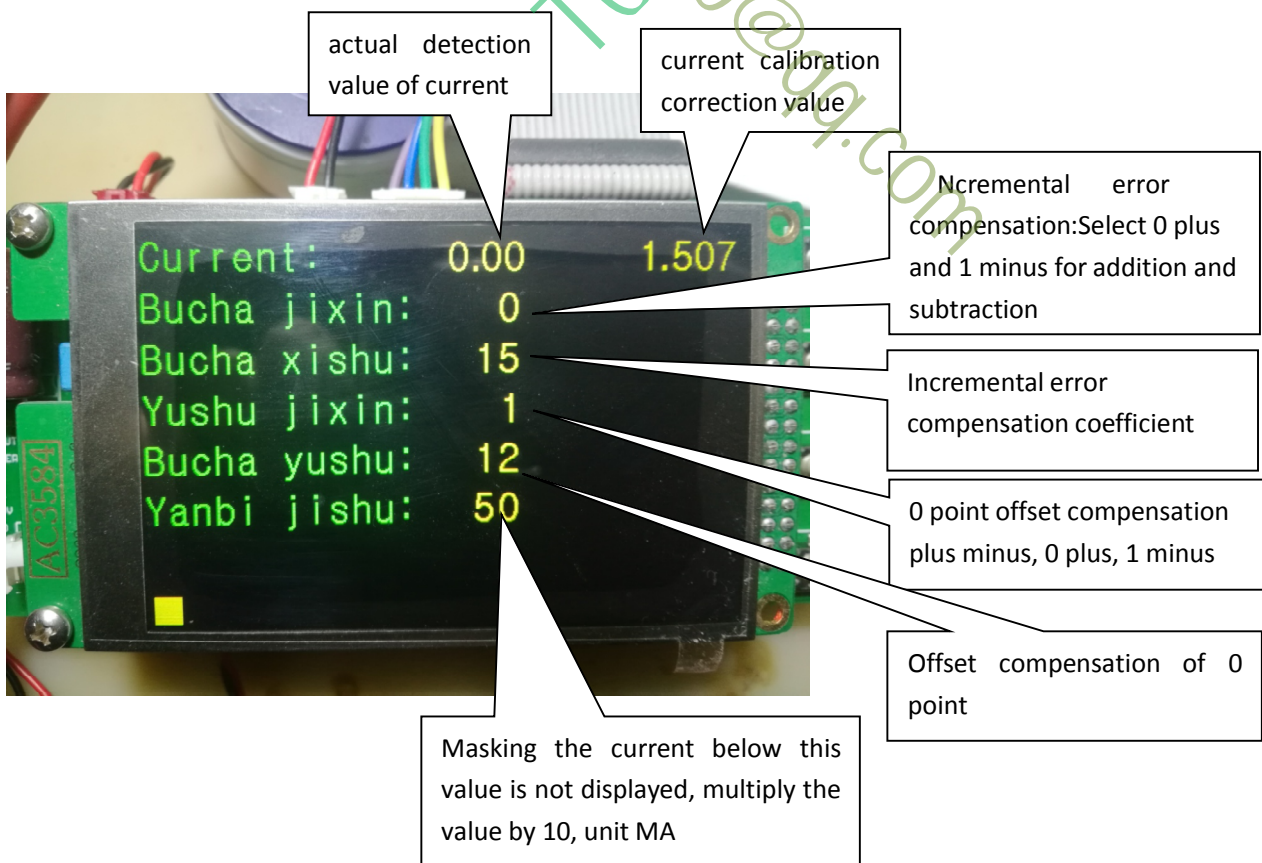 actual detection
value of current
current calibration
correction value
Ncremental error
compensation:Select 0 plus
and 1 minus for addition and
subtraction
Incremental error
compensation coefficient
0 point offset compensation
plus minus, 0 plus, 1 minus
Offset compensation of 0
point
Masking the current below this
value is not displayed, multiply the
value by 10, unit MA
Current: 0.00 1.507
Bucha jixin: 0
Bucha xishu: 15
Yushu jixin: 1
Bucha yushu: 12
Yanbi jishu: 50
AC3584
@qq.com